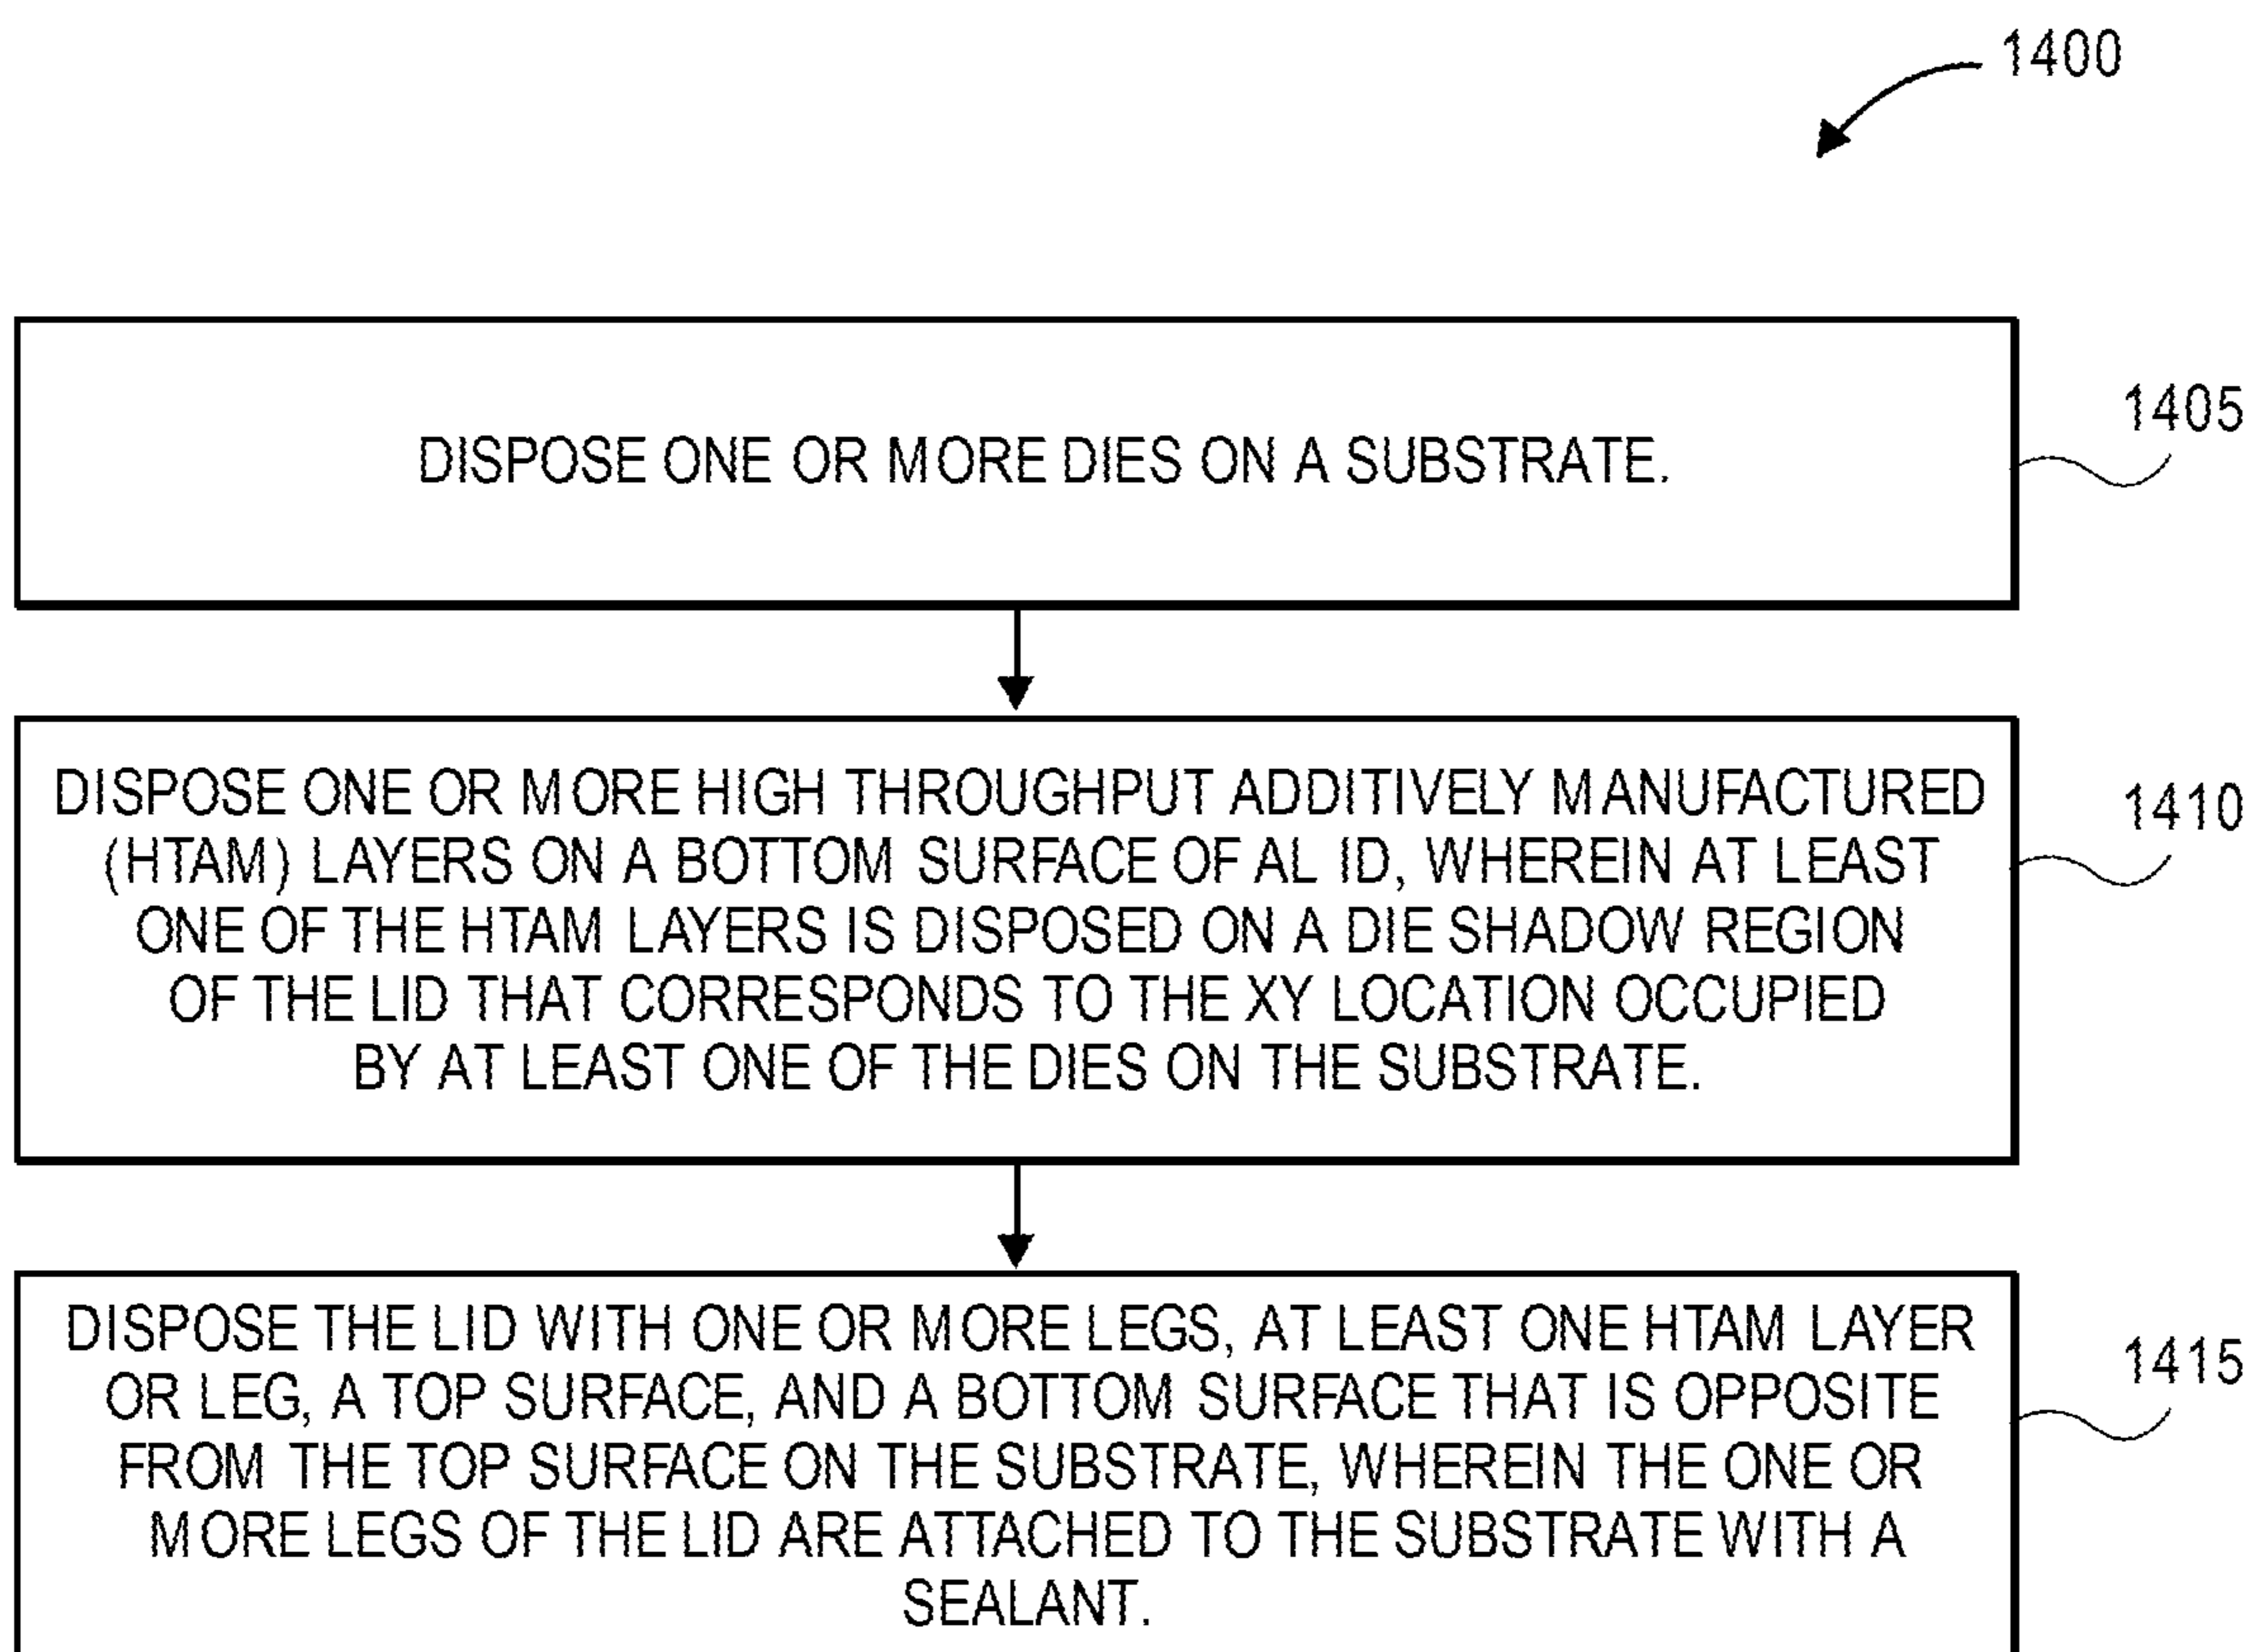 1400
DISPOSE ONE OR MORE DIES ON A SUBSTRATE.
1405
DISPOSE ONE OR MORE HIGH THROUGHPUT ADDITIVELY MANUFACTURED
(HTAM) LAYERS ON A BOTTOM SURFACE OF AL ID, WHEREIN AT LEAST
ONE OF THE HTAM LAYERS IS DISPOSED ON A DIE SHADOW REGION
OF THE LID THAT CORRESPONDS TO THE XY LOCATION OCCUPIED
BY AT LEAST ONE OF THE DIES ON THE SUBSTRATE.
1410
DISPOSE THE LID WITH ONE OR MORE LEGS, AT LEAST ONE HTAM LAYER
OR LEG, A TOP SURFACE, AND A BOTTOM SURFACE THAT IS OPPOSITE
FROM THE TOP SURFACE ON THE SUBSTRATE, WHEREIN THE ONE OR
MORE LEGS OF THE LID ARE ATTACHED TO THE SUBSTRATE WITH A
SEALANT.
1415